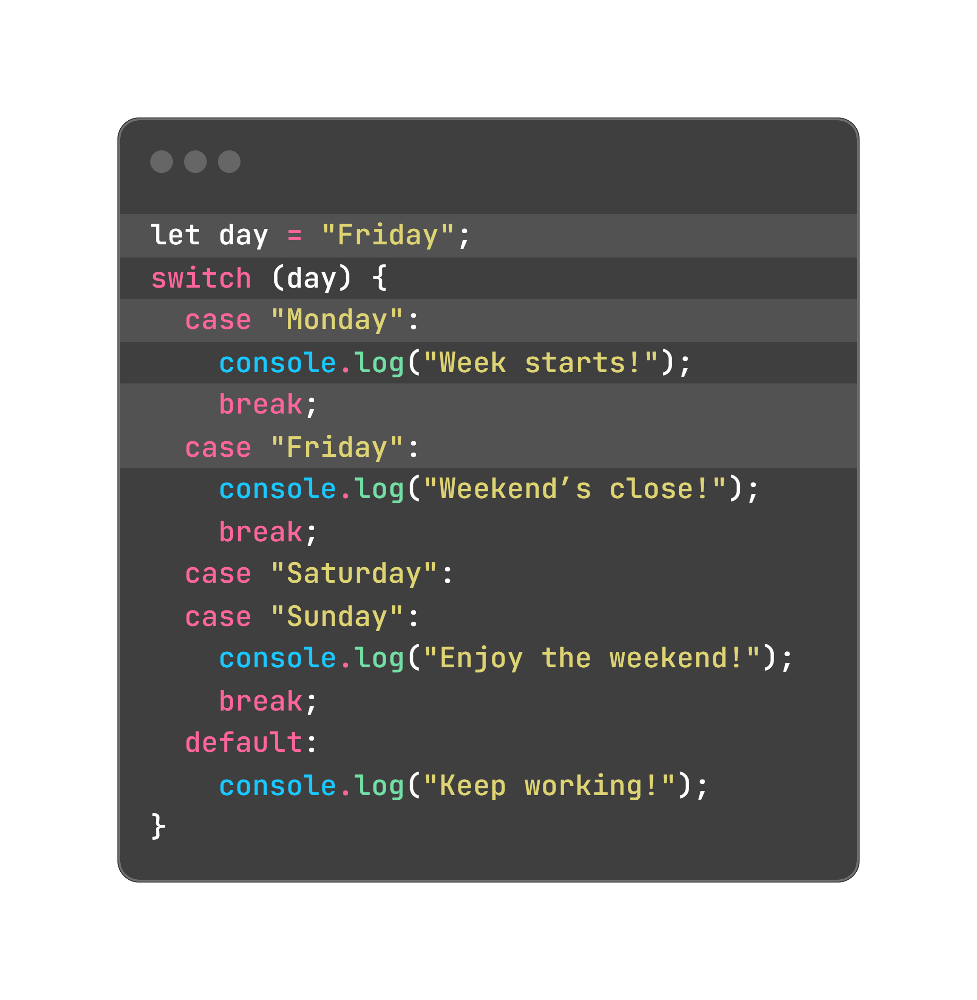 let day = "Friday";
switch (day) {
  case "Monday":
    console.log("Week starts!");
    break;
  case "Friday":
    console.log("Weekend’s close!");
    break;
  case "Saturday":
  case "Sunday":
    console.log("Enjoy the weekend!");
    break;
  default:
    console.log("Keep working!");
}